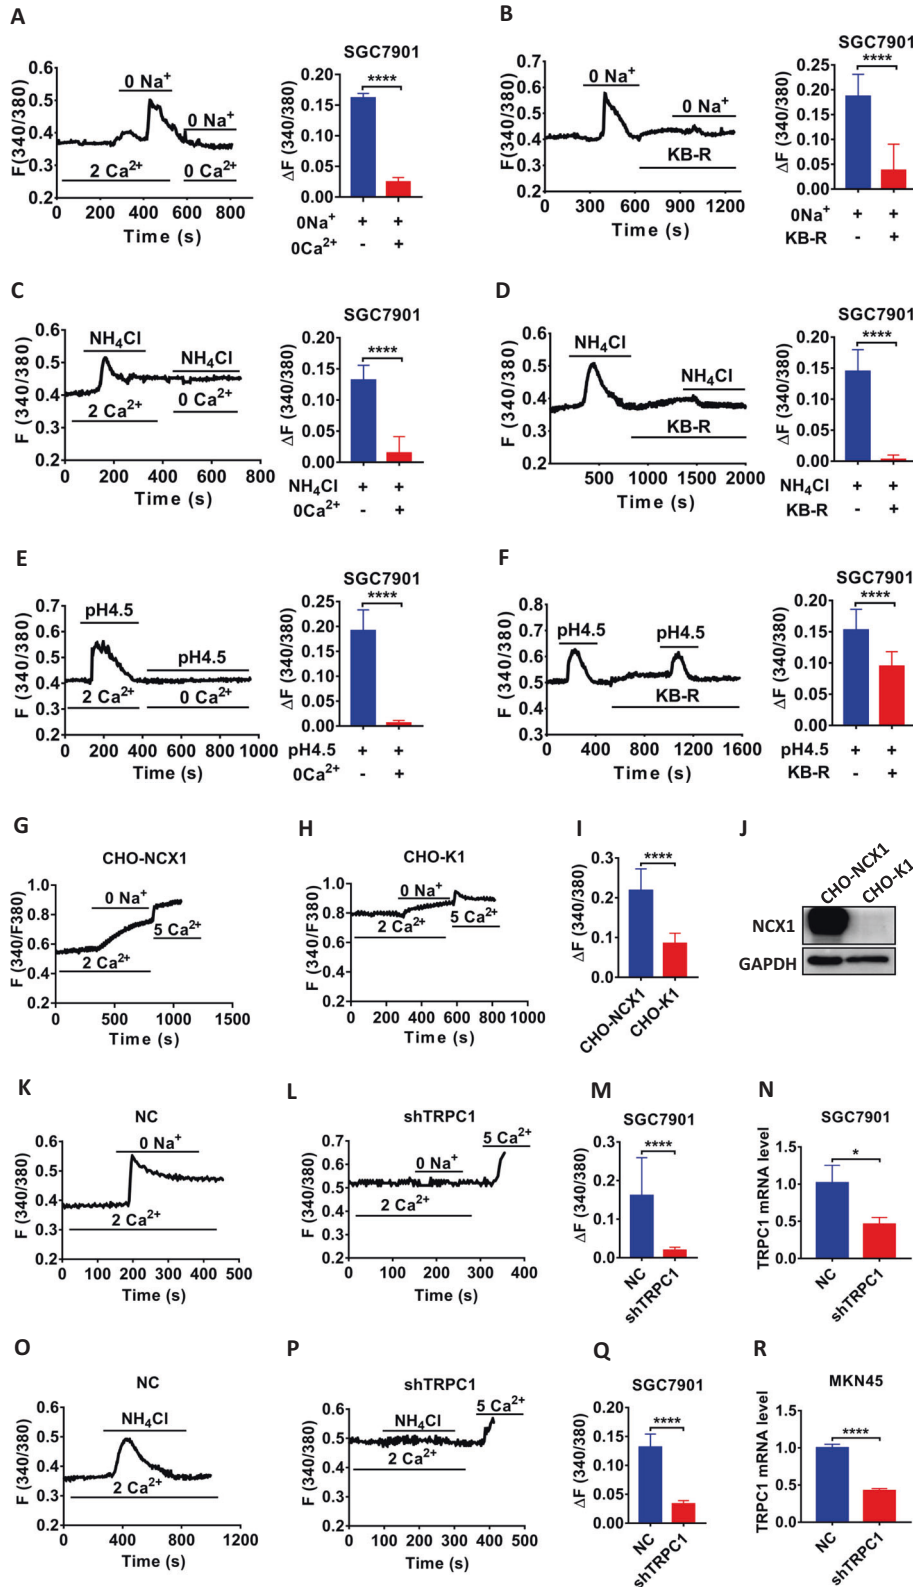 A
SGC7901
F(340/380)
0.6
0.5
0.4
0.3
0.2
0 Na⁺
0 Na⁺
2 Ca²⁺
0 Ca²⁺
0 200 400 600 800
Time (s)
ΔF (340/380)
0.20
0.15
0.10
0.05
0.00
****
0Na⁺ + +
0Ca²⁺ - +
B
SGC7901
F(340/380)
0.7
0.6
0.5
0.4
0.3
0.2
0 Na⁺
0 Na⁺
KB-R
0 300 600 900 1200
Time (s)
ΔF (340/380)
0.25
0.20
0.15
0.10
0.05
0.00
****
0Na⁺ + +
KB-R - +
C
SGC7901
F (340/380)
0.6
0.5
0.4
0.3
0.2
NH₄Cl
NH₄Cl
2 Ca²⁺
0 Ca²⁺
0 200 400 600 800
Time (s)
ΔF (340/380)
0.20
0.15
0.10
0.05
0.00
****
NH₄Cl + +
0Ca²⁺ - +
D
SGC7901
F (340/380)
0.6
0.5
0.4
0.3
0.2
NH₄Cl
NH₄Cl
KB-R
500 1000 1500 2000
Time (s)
ΔF (340/380)
0.20
0.15
0.10
0.05
0.00
****
NH₄Cl + +
KB-R - +
E
SGC7901
F (340/380)
0.7
0.6
0.5
0.4
0.3
0.2
pH4.5
pH4.5
2 Ca²⁺
0 Ca²⁺
0 200 400 600 800 1000
Time (s)
ΔF (340/380)
0.25
0.20
0.15
0.10
0.05
0.00
****
pH4.5 + +
0Ca²⁺ - +
F
SGC7901
F (340/380)
0.8
0.7
0.6
0.5
0.4
0.3
pH4.5
pH4.5
KB-R
0 400 800 1200 1600
Time (s)
ΔF (340/380)
0.20
0.15
0.10
0.05
0.00
****
pH4.5 + +
KB-R - +
G
CHO-NCX1
F (340/F380)
1.0
0.8
0.6
0.4
0.2
0 Na⁺
5 Ca²⁺
2 Ca²⁺
0 500 1000 1500
Time (s)
H
CHO-K1
F (340/F380)
1.0
0.8
0.6
0.4
0.2
0 Na⁺
5 Ca²⁺
2 Ca²⁺
0 200 400 600 800 1000
Time (s)
I
ΔF (340/380)
0.3
0.2
0.1
0.0
****
CHO-NCX1
CHO-K1
J
CHO-NCX1
CHO-K1
NCX1
GAPDH
K
NC
F (340/380)
0.6
0.5
0.4
0.3
0.2
0 Na⁺
2 Ca²⁺
0 100 200 300 400 500
Time (s)
L
shTRPC1
F (340/380)
0.7
0.6
0.5
0.4
0.3
0.2
5 Ca²⁺
0 Na⁺
2 Ca²⁺
0 100 200 300 400
Time (s)
M
SGC7901
ΔF (340/380)
0.3
0.2
0.1
0.0
****
NC
shTRPC1
N
SGC7901
TRPC1 mRNA level
1.5
1.0
0.5
0.0
*
NC
shTRPC1
O
NC
F (340/380)
0.6
0.5
0.4
0.3
0.2
NH₄Cl
2 Ca²⁺
0 400 800 1200
Time (s)
P
shTRPC1
F (340/380)
0.6
0.5
0.4
0.3
0.2
5 Ca²⁺
NH₄Cl
2 Ca²⁺
0 100 200 300 400 500
Time (s)
Q
SGC7901
ΔF (340/380)
0.20
0.15
0.10
0.05
0.00
****
NC
shTRPC1
R
MKN45
TRPC1 mRNA level
1.5
1.0
0.5
0.0
****
NC
shTRPC1